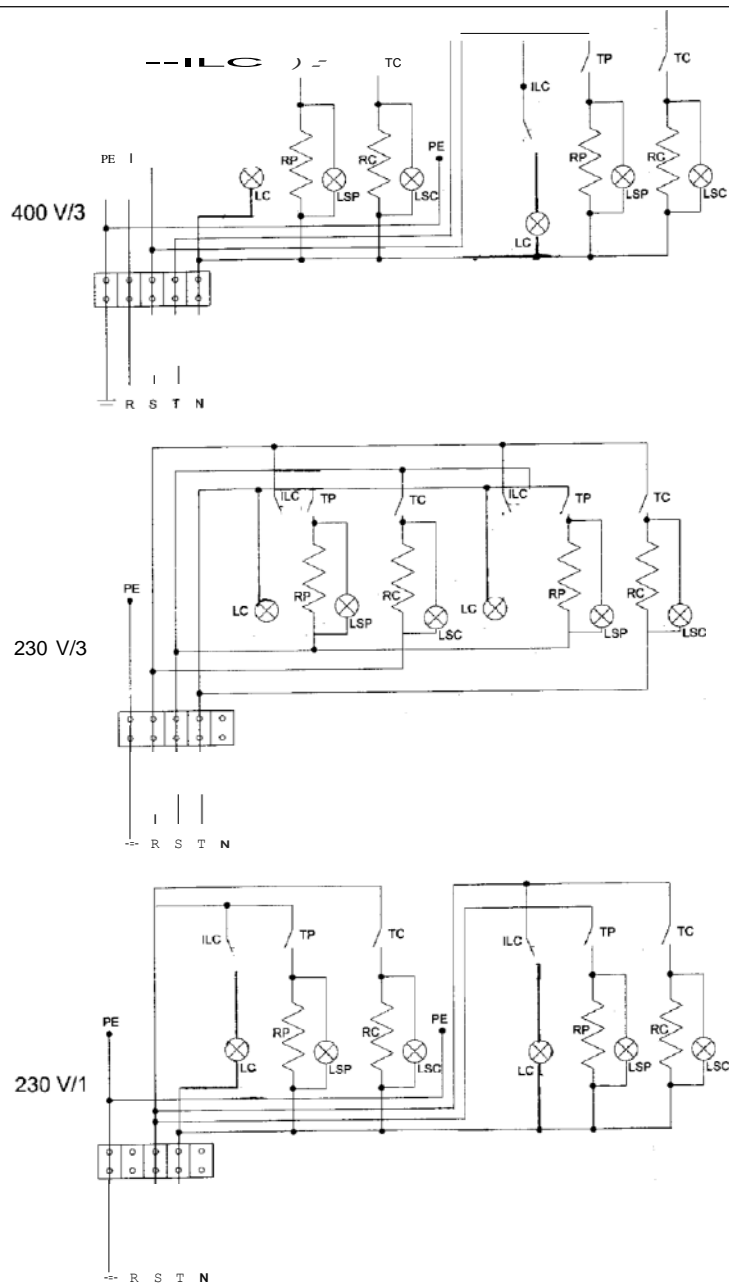 --ILC ) TC
TP TC
ILC
PE RP RC PE RP RC
LC LSP LSC LSP LSC
400 V/3
LC
R S T N
ILC TP TC ILC TP TC
PE
RP RC RP RC
LC LSP LSC LC LSP LSC
230 V/3
R S T N
ILC TP TC ILC TP TC
PE RP RC PE RP RC
LC LSP LSC LC LSP LSC
230 V/1
R S T N